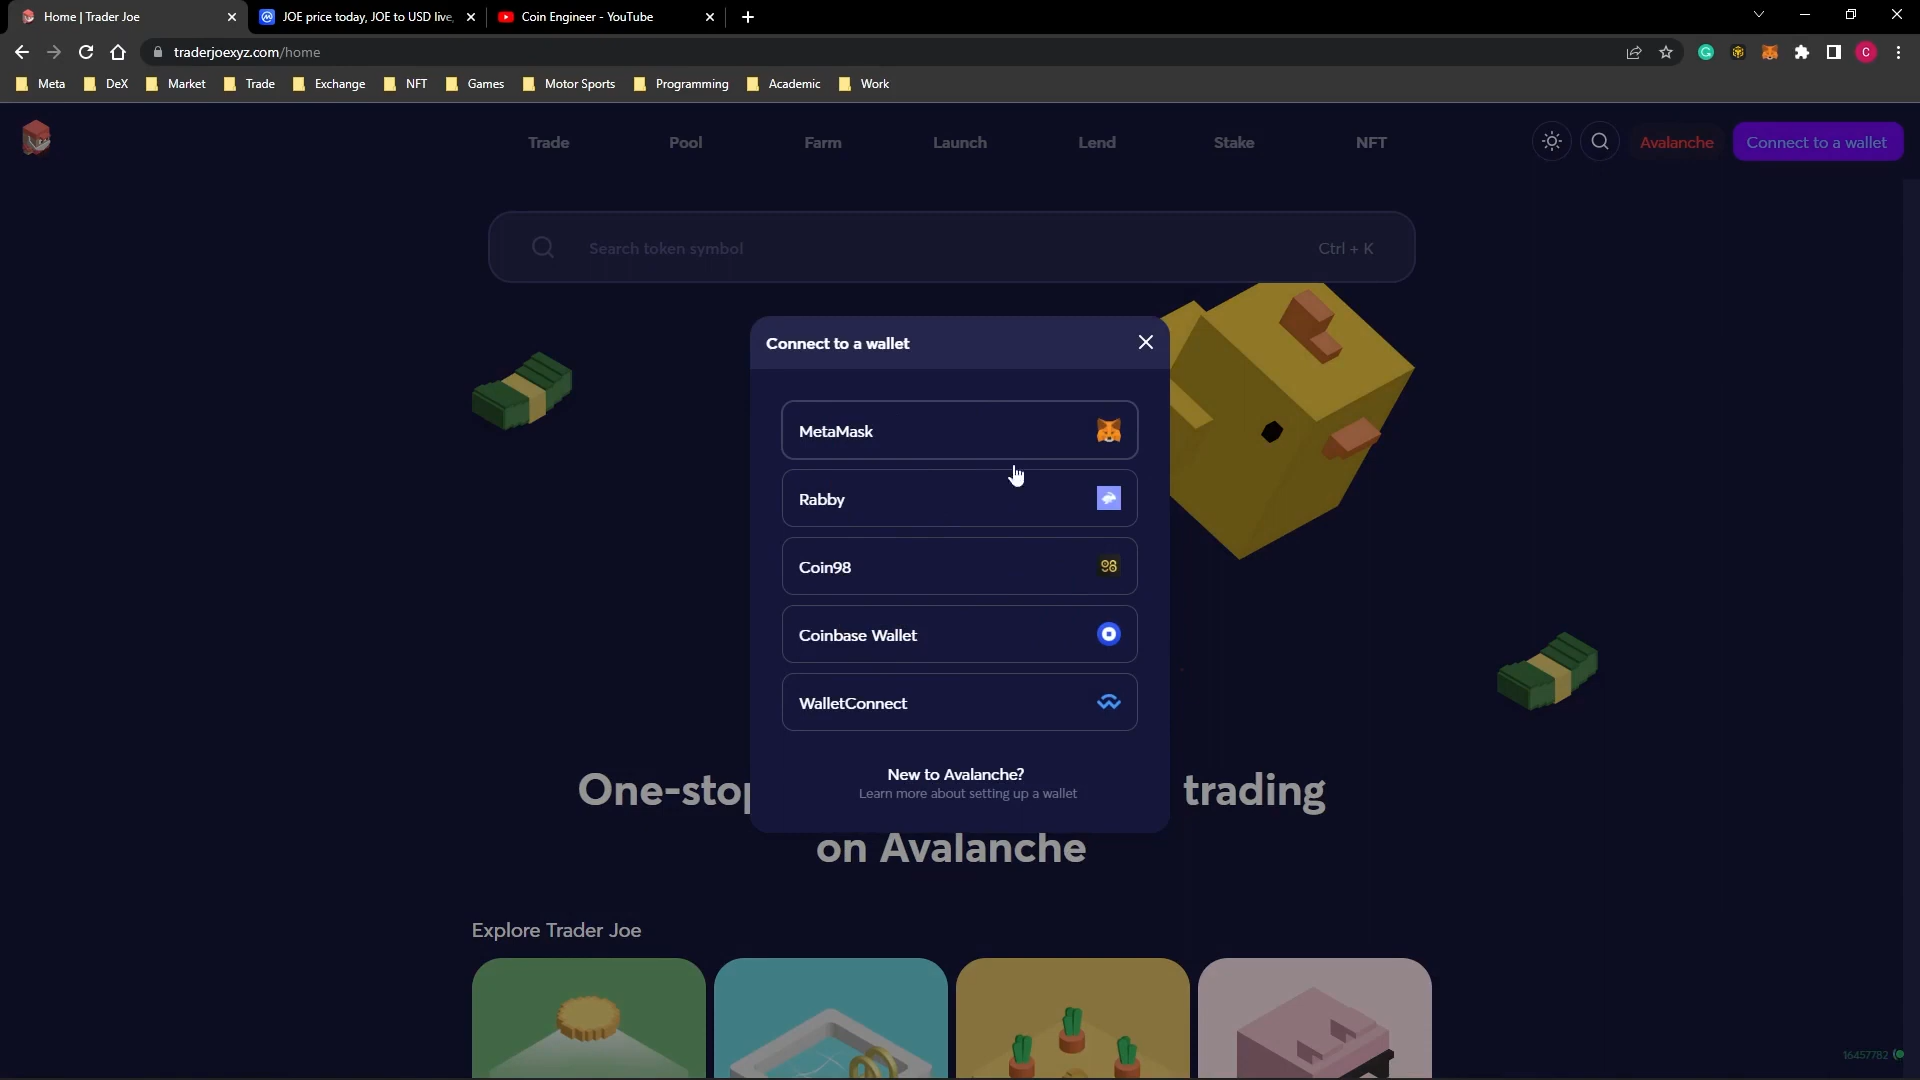 Home | Trader Joe
JOE price today, JOE to USD live,
Coin Engineer - YouTube
traderjoexyz.com/home
C
Meta
DeX
Market
Trade
Exchange
NFT
Games
Motor Sports
Programming
Academic
Work
Trade
Pool
Farm
Launch
Lend
Stake
NFT
Avalanche
Connect to a wallet
Search token symbol
Ctrl + K
Connect to a wallet
MetaMask
Rabby
Coin98
98
Coinbase Wallet
WalletConnect
New to Avalanche?
Learn more about setting up a wallet
One-stop trading
on Avalanche
Explore Trader Joe
16457782